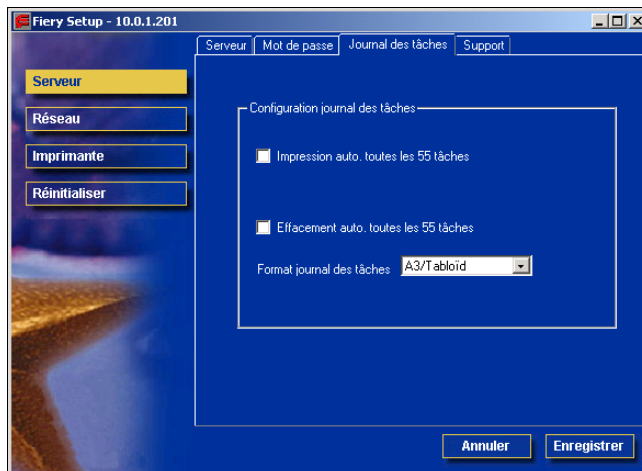 Fiery Setup - 10.0.1.201
Serveur
Mot de passe
Journal des tâches
Support
Serveur
Réseau
Imprimante
Réinitialiser
Configuration journal des tâches
Impression auto. toutes les 55 tâches
Effacement auto. toutes les 55 tâches
Format journal des tâches
A3/Tabloïd
Annuler
Enregistrer